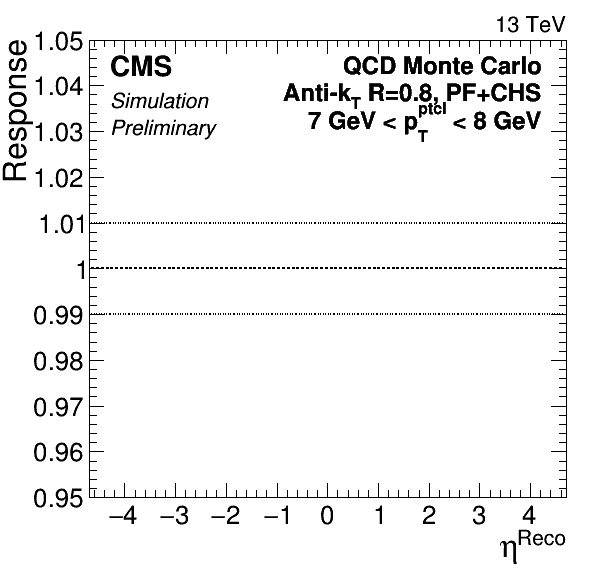 13 TeV
Response
CMS
Simulation
Preliminary
QCD Monte Carlo
Anti-kT R=0.8, PF+CHS
7 GeV < pTptcl < 8 GeV
1.05
1.04
1.03
1.02
1.01
1
0.99
0.98
0.97
0.96
0.95
−4 −3 −2 −1 0 1 2 3 4
ηReco